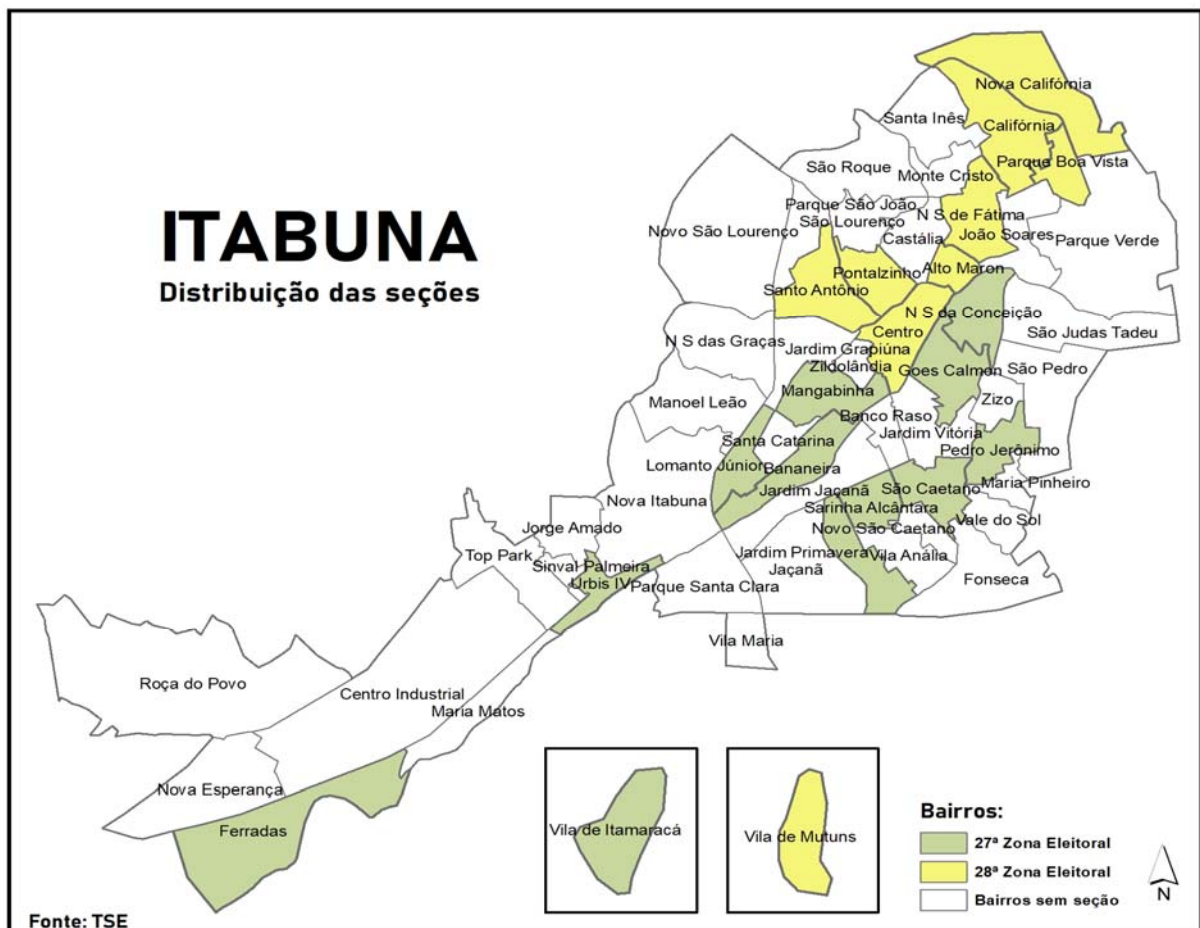 ITABUNA
Distribuição das seções
Nova Califórnia
Santa Inês
Califórnia
Parque Boa Vista
São Roque
Monte Cristo
Parque São João
São Lourenço
N S de Fátima
Novo São Lourenço
Castália
João Soares
Parque Verde
Pontalzinho
Alto Maron
Santo Antônio
N S da Conceição
Centro
São Judas Tadeu
N S das Graças
Jardim Grapiúna
Zildolândia
Goes Calmon
São Pedro
Mangabinha
Zizo
Manoel Leão
Banco Raso
Jardim Vitória
Santa Catarina
Pedro Jerônimo
Lomanto Júnior
Bananeira
Maria Pinheiro
Jardim Jaçanã
São Caetano
Nova Itabuna
Sarinha Alcântara
Vale do Sol
Jorge Amado
Novo São Caetano
Top Park
Jardim Primavera
Vila Anália
Sinval Palmeira
Jaçanã
Urbis IV
Parque Santa Clara
Fonseca
Vila Maria
Roça do Povo
Centro Industrial
Maria Matos
Nova Esperança
Ferradas
Vila de Itamaracá
Vila de Mutuns
Bairros:
27ª Zona Eleitoral
28ª Zona Eleitoral
Bairros sem seção
N
Fonte: TSE